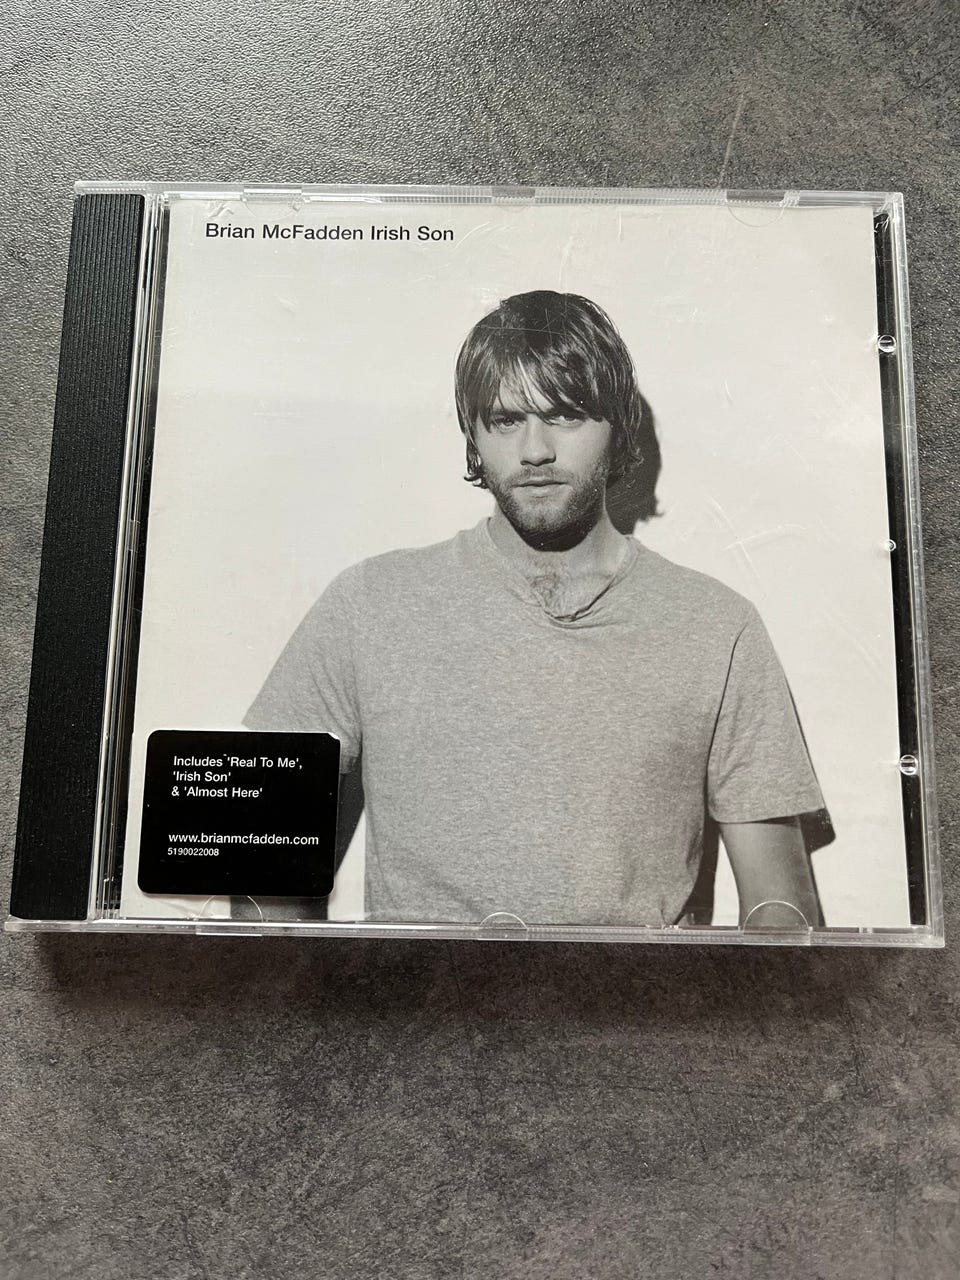 Brian McFadden Irish Son
Includes 'Real To Me',
'Irish Son'
& 'Almost Here'
www.brianmcfadden.com
5190022008